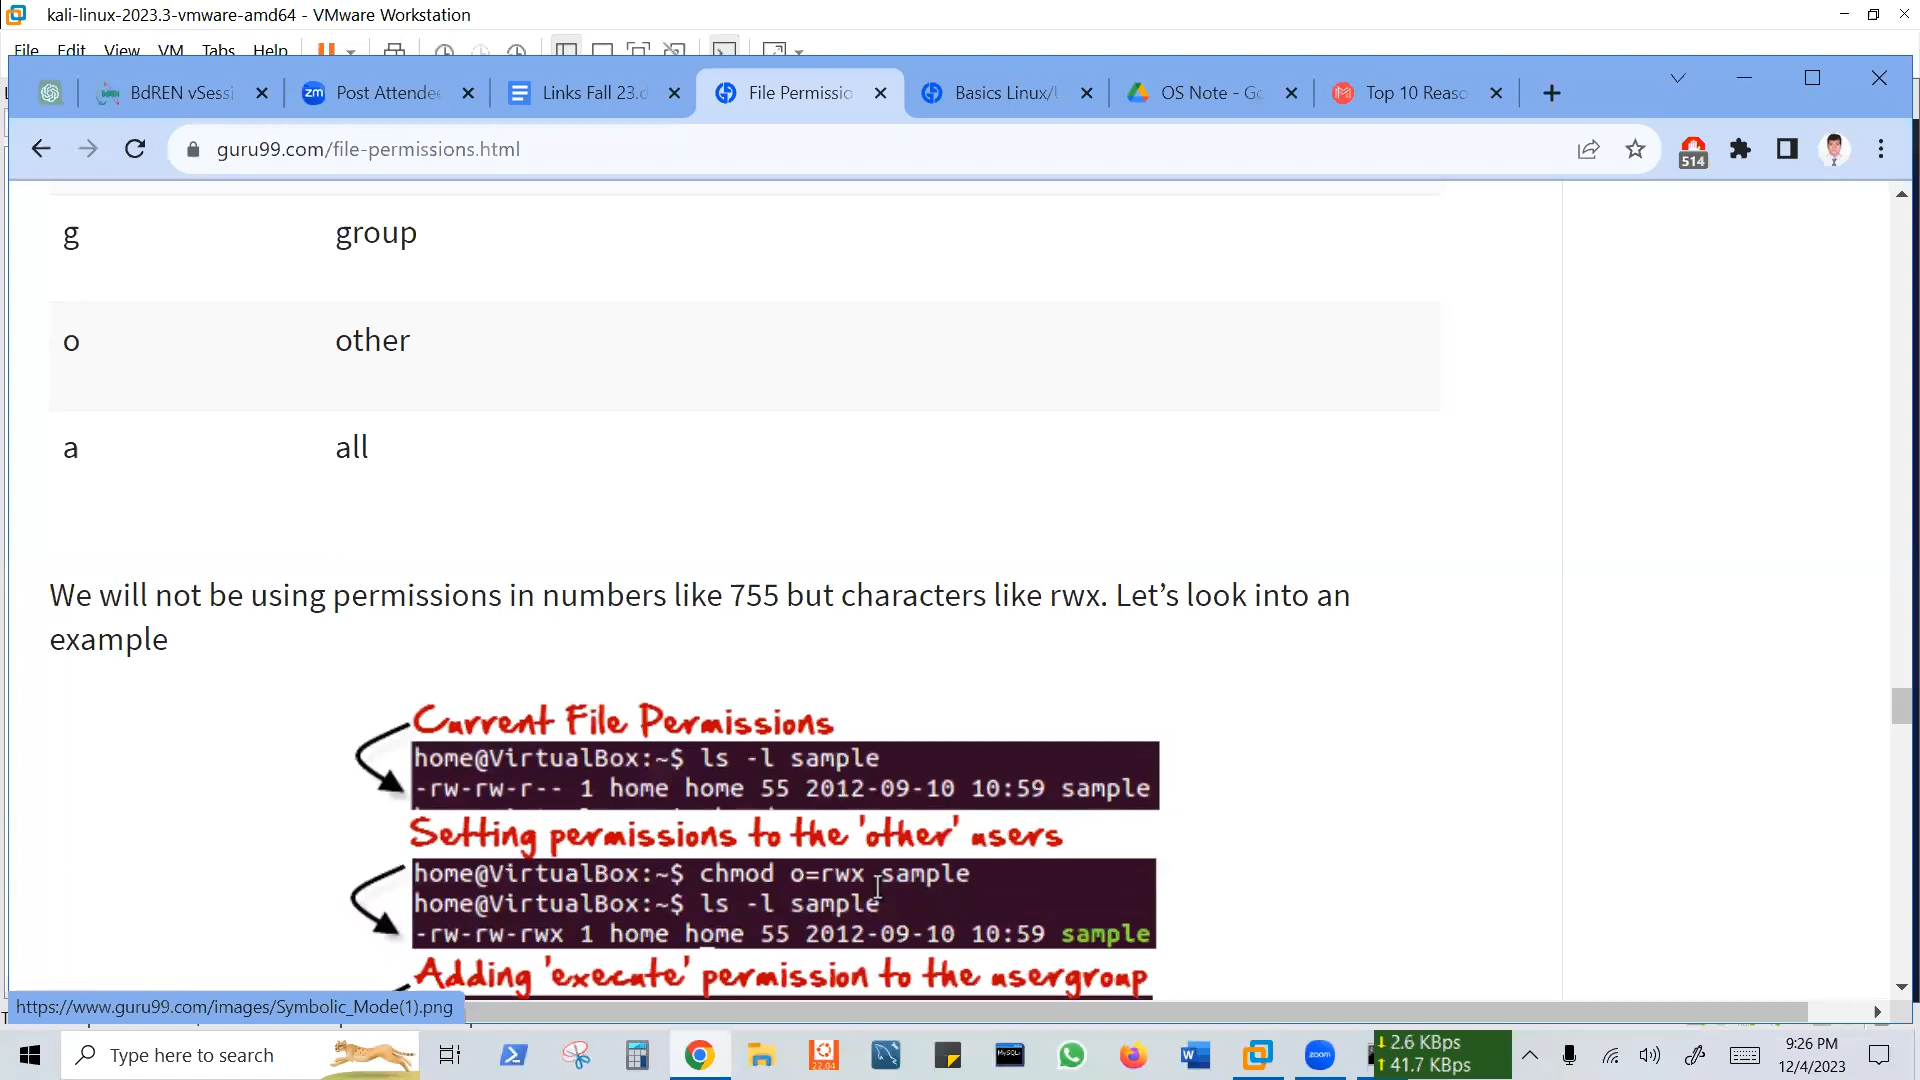 kali-linux-2023.3-vmware-amd64 - VMware Workstation
File Edit View VM Tabs Help
BdREN vSessi
Post Attende
Links Fall 23.d
File Permissio
Basics Linux/U
OS Note - Go
Top 10 Reaso
guru99.com/file-permissions.html
514
g group
o other
a all
We will not be using permissions in numbers like 755 but characters like rwx. Let’s look into an
example
Current File Permissions
home@VirtualBox:~$ ls -l sample
-rw-rw-r-- 1 home home 55 2012-09-10 10:59 sample
Setting permissions to the 'other' users
home@VirtualBox:~$ chmod o=rwx sample
home@VirtualBox:~$ ls -l sample
-rw-rw-rwx 1 home home 55 2012-09-10 10:59 sample
Adding 'execute' permission to the usergroup
https://www.guru99.com/images/Symbolic_Mode(1).png
Type here to search
22.04
MySQL
zoom
2.6 KBps
41.7 KBps
9:26 PM
12/4/2023